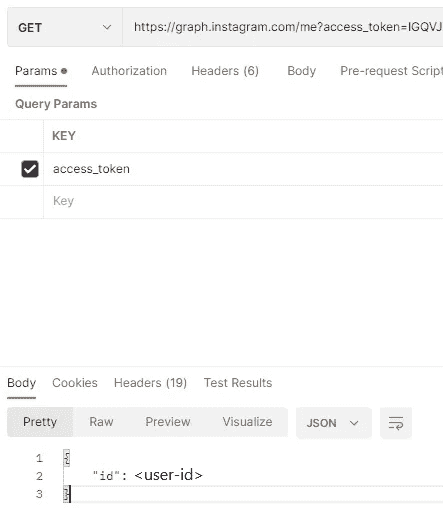 GET https://graph.instagram.com/me?access_token=IGQVJ
Params Authorization Headers (6) Body Pre-request Script
Query Params
KEY
access_token
Key
Body Cookies Headers (19) Test Results
Pretty Raw Preview Visualize JSON
1 {
2 "id": <user-id>
3 }